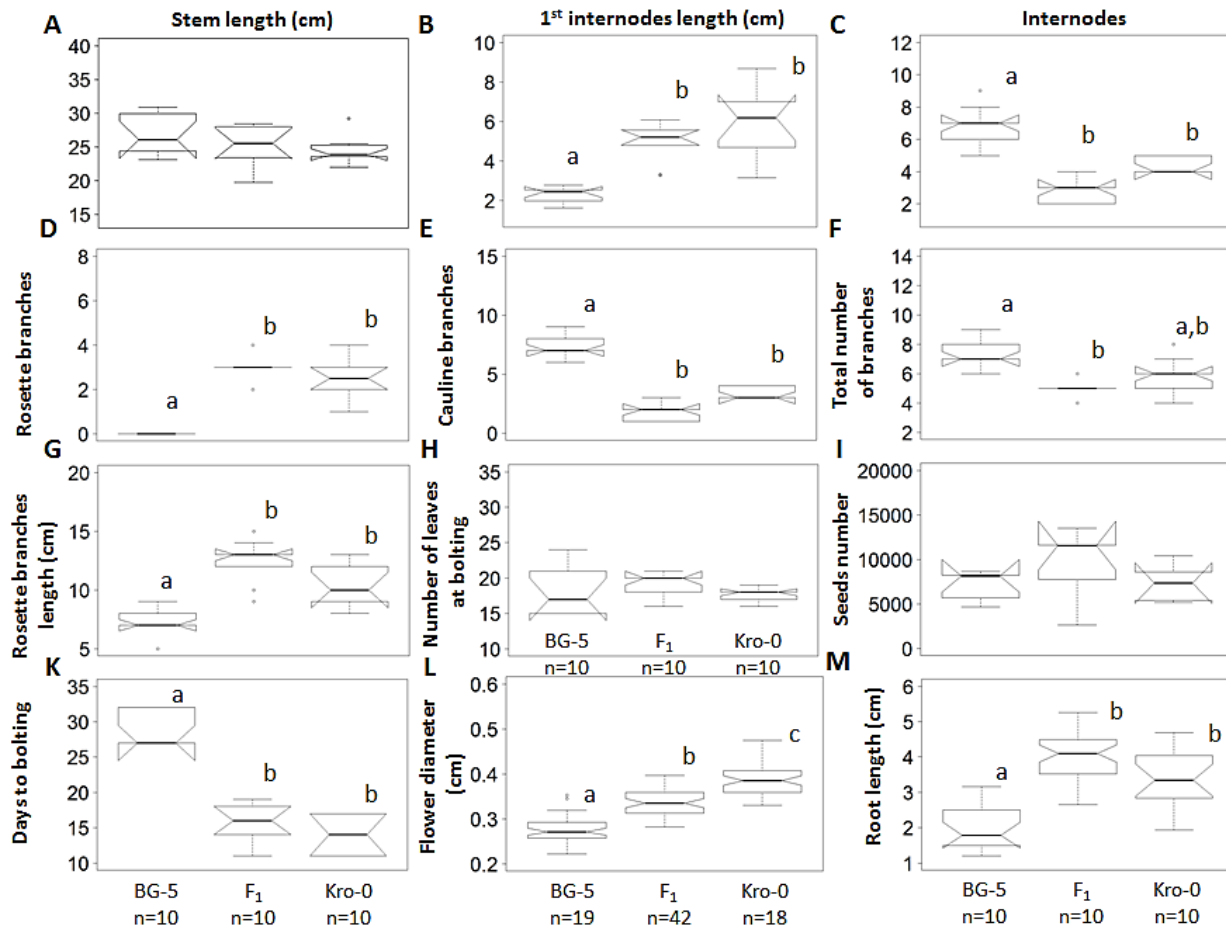 A Stem length (cm)
40
35
30
25
20
15
B 1st internodes length (cm)
10
8
6
4
2
a
b
b
C Internodes
12
10
8
6
4
2
a
b
b
D
Rosette branches
8
6
4
2
0
a
b
b
E
Cauline branches
15
10
5
0
a
b
b
F
Total number
of branches
14
12
10
8
6
4
2
a
b
a,b
G
Rosette branches
length (cm)
20
15
10
5
a
b
b
H
Number of leaves
at bolting
35
30
25
20
15
10
BG-5 F1 Kro-0
n=10 n=10 n=10
I
Seeds number
20000
15000
10000
5000
0
K
Days to bolting
35
30
25
20
15
10
a
b
b
BG-5 F1 Kro-0
n=10 n=10 n=10
L
Flower diameter
(cm)
0.6
0.5
0.4
0.3
0.2
a
b
c
BG-5 F1 Kro-0
n=19 n=42 n=18
M
Root length (cm)
6
5
4
3
2
1
a
b
b
BG-5 F1 Kro-0
n=10 n=10 n=10